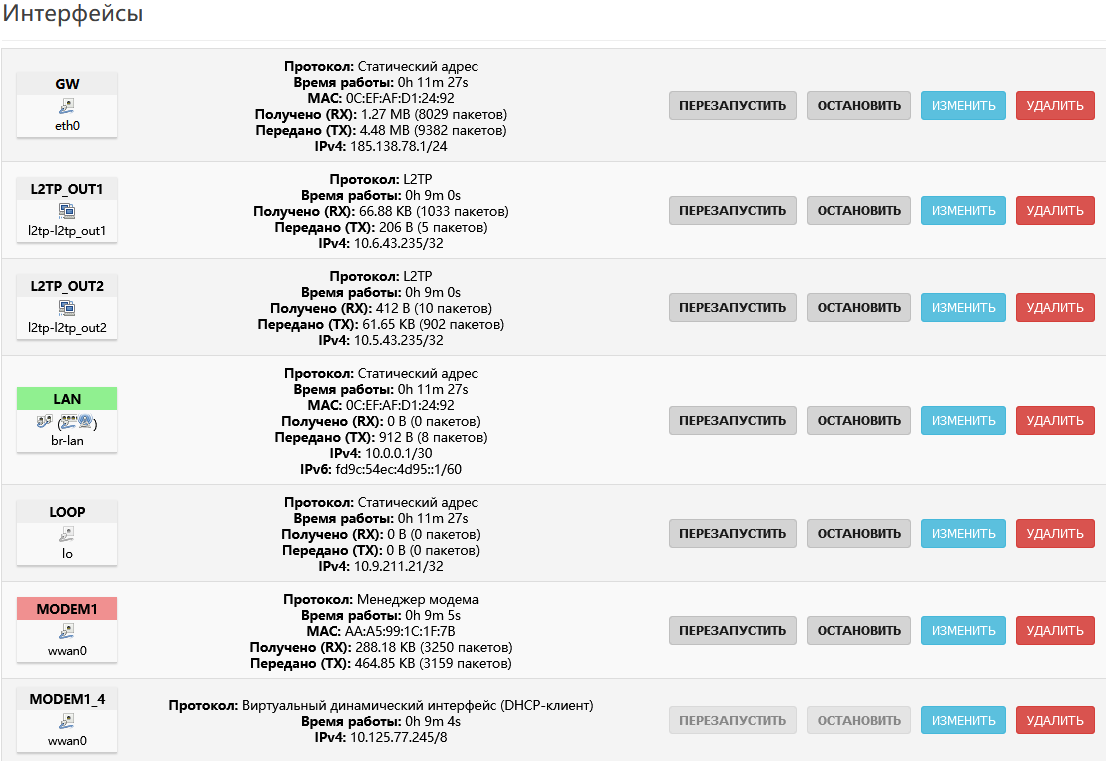 Интерфейсы
GW
eth0
Протокол: Статический адрес
Время работы: 0h 11m 27s
MAC: 0C:EF:AF:D1:24:92
Получено (RX): 1.27 MB (8029 пакетов)
Передано (TX): 4.48 MB (9382 пакетов)
IPv4: 185.138.78.1/24
ПЕРЕЗАПУСТИТЬ ОСТАНОВИТЬ ИЗМЕНИТЬ УДАЛИТЬ
L2TP_OUT1
l2tp-l2tp_out1
Протокол: L2TP
Время работы: 0h 9m 0s
Получено (RX): 66.88 KB (1033 пакетов)
Передано (TX): 206 B (5 пакетов)
IPv4: 10.6.43.235/32
ПЕРЕЗАПУСТИТЬ ОСТАНОВИТЬ ИЗМЕНИТЬ УДАЛИТЬ
L2TP_OUT2
l2tp-l2tp_out2
Протокол: L2TP
Время работы: 0h 9m 0s
Получено (RX): 412 B (10 пакетов)
Передано (TX): 61.65 KB (902 пакетов)
IPv4: 10.5.43.235/32
ПЕРЕЗАПУСТИТЬ ОСТАНОВИТЬ ИЗМЕНИТЬ УДАЛИТЬ
LAN
( )
br-lan
Протокол: Статический адрес
Время работы: 0h 11m 27s
MAC: 0C:EF:AF:D1:24:92
Получено (RX): 0 B (0 пакетов)
Передано (TX): 912 B (8 пакетов)
IPv4: 10.0.0.1/30
IPv6: fd9c:54ec:4d95::1/60
ПЕРЕЗАПУСТИТЬ ОСТАНОВИТЬ ИЗМЕНИТЬ УДАЛИТЬ
LOOP
lo
Протокол: Статический адрес
Время работы: 0h 11m 27s
Получено (RX): 0 B (0 пакетов)
Передано (TX): 0 B (0 пакетов)
IPv4: 10.9.211.21/32
ПЕРЕЗАПУСТИТЬ ОСТАНОВИТЬ ИЗМЕНИТЬ УДАЛИТЬ
MODEM1
wwan0
Протокол: Менеджер модема
Время работы: 0h 9m 5s
MAC: AA:A5:99:1C:1F:7B
Получено (RX): 288.18 KB (3250 пакетов)
Передано (TX): 464.85 KB (3159 пакетов)
ПЕРЕЗАПУСТИТЬ ОСТАНОВИТЬ ИЗМЕНИТЬ УДАЛИТЬ
MODEM1_4
wwan0
Протокол: Виртуальный динамический интерфейс (DHCP-клиент)
Время работы: 0h 9m 4s
IPv4: 10.125.77.245/8
ПЕРЕЗАПУСТИТЬ ОСТАНОВИТЬ ИЗМЕНИТЬ УДАЛИТЬ